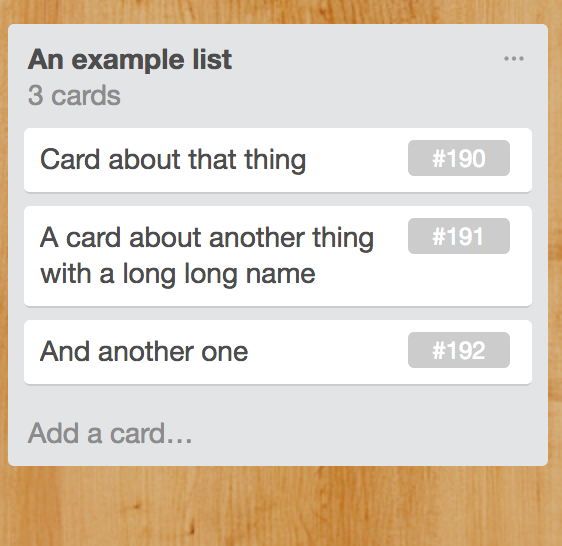 An example list
3 cards
Card about that thing
#190
A card about another thing
#191
with a long long name
And another one
#192
Add a card…